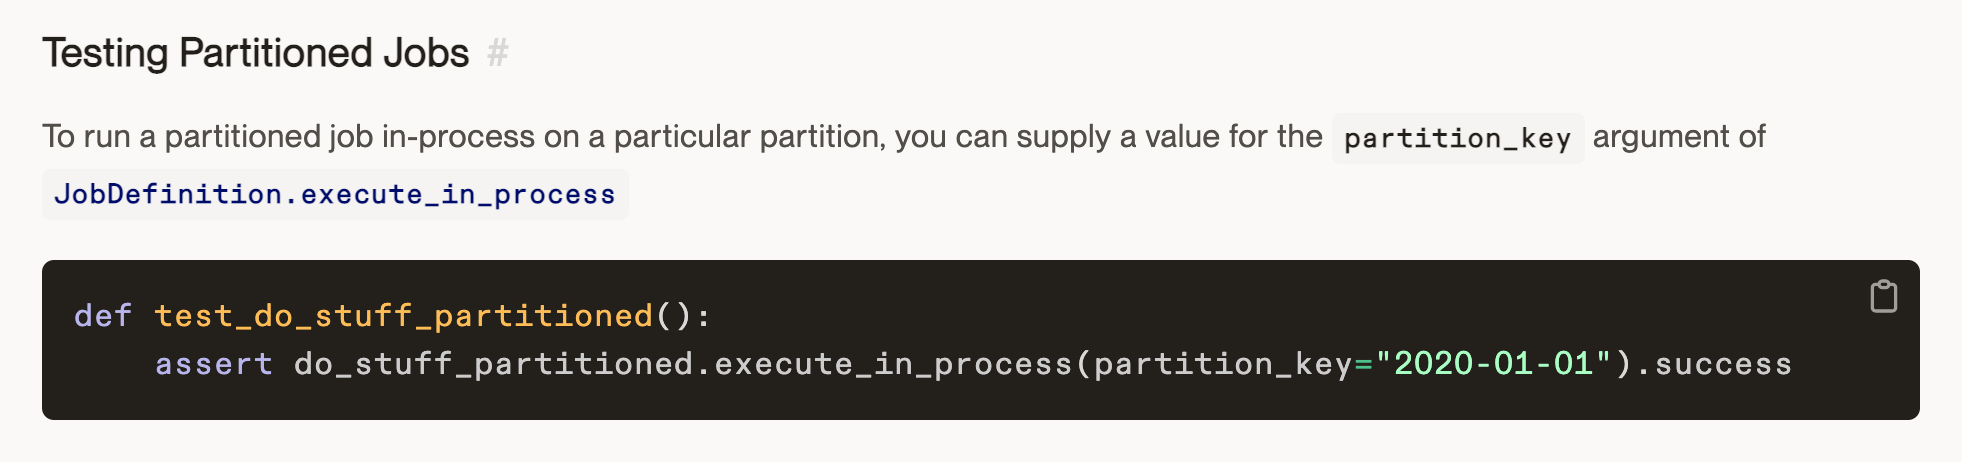 Testing Partitioned Jobs #
To run a partitioned job in-process on a particular partition, you can supply a value for the partition_key argument of
JobDefinition.execute_in_process
def test_do_stuff_partitioned():
    assert do_stuff_partitioned.execute_in_process(partition_key="2020-01-01").success